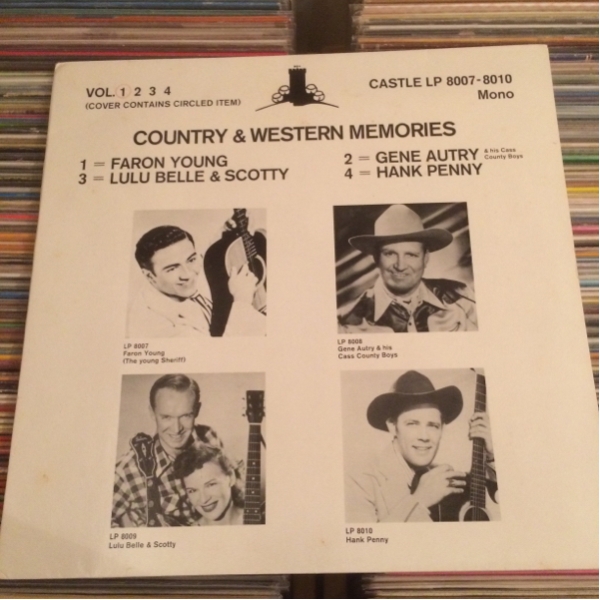 VOL. 1 2 3 4
(COVER CONTAINS CIRCLED ITEM)
CASTLE LP 8007-8010
Mono
COUNTRY & WESTERN MEMORIES
1 = FARON YOUNG
2 = GENE AUTRY & his Cass County Boys
3 = LULU BELLE & SCOTTY
4 = HANK PENNY
LP 8007
Faron Young
(The young Sheriff)
LP 8008
Gene Autry & his
Cass County Boys
LP 8009
Lulu Belle & Scotty
LP 8010
Hank Penny